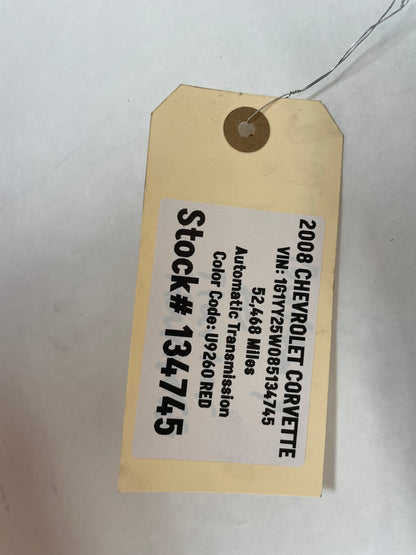 2008 CHEVROLET CORVETTE
VIN: 1G1YY25W085134745
52,468 Miles
Automatic Transmission
Color Code: U9260 RED
Stock# 134745